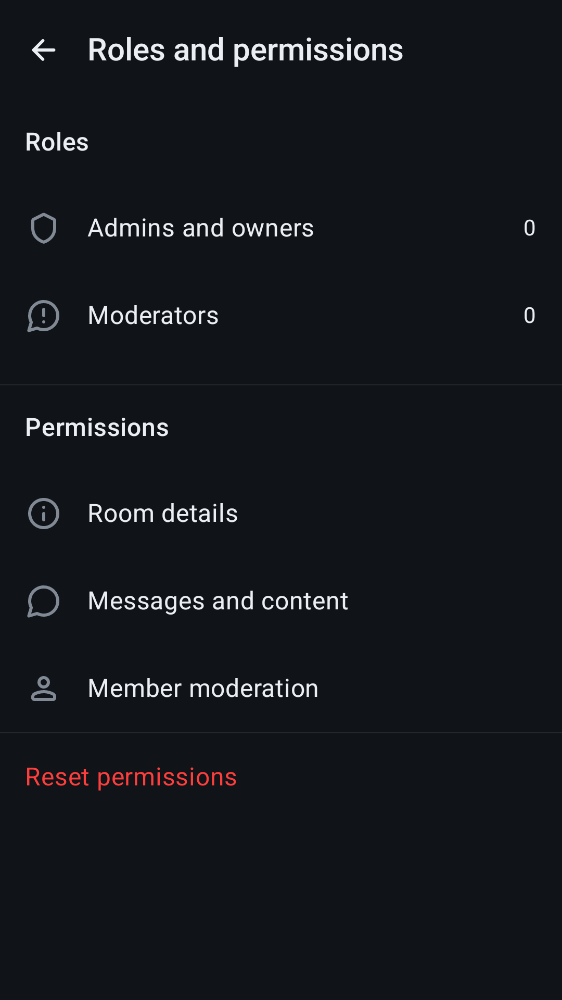 Roles and permissions
Roles
Admins and owners 0
Moderators 0
Permissions
Room details
Messages and content
Member moderation
Reset permissions